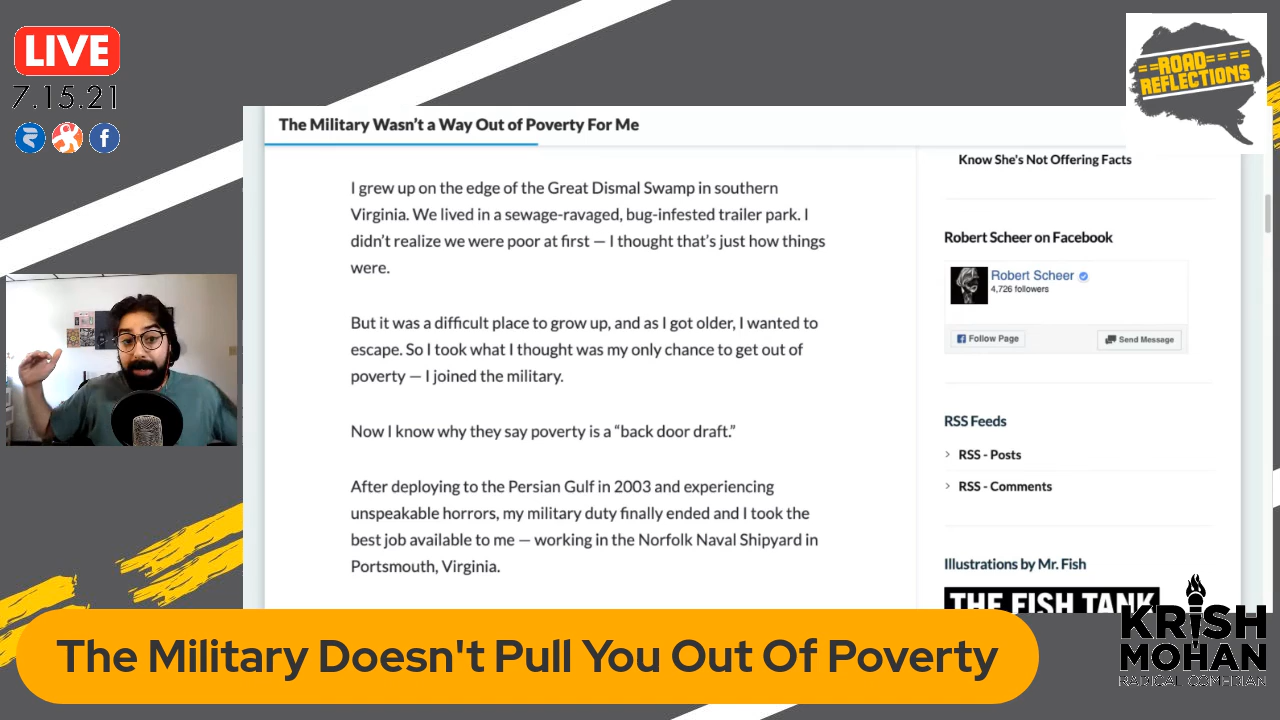 LIVE
7.15.21
==ROAD====
REFLECTIONS
The Military Wasn't a Way Out of Poverty For Me
I grew up on the edge of the Great Dismal Swamp in southern
Virginia. We lived in a sewage-ravaged, bug-infested trailer park. I
didn't realize we were poor at first — I thought that's just how things
were.
But it was a difficult place to grow up, and as I got older, I wanted to
escape. So I took what I thought was my only chance to get out of
poverty — I joined the military.
Now I know why they say poverty is a “back door draft.”
After deploying to the Persian Gulf in 2003 and experiencing
unspeakable horrors, my military duty finally ended and I took the
best job available to me — working in the Norfolk Naval Shipyard in
Portsmouth, Virginia.
Know She's Not Offering Facts
Robert Scheer on Facebook
Robert Scheer
4,726 followers
Follow Page
Send Message
RSS Feeds
RSS - Posts
RSS - Comments
Illustrations by Mr. Fish
THE FISH TANK
The Military Doesn't Pull You Out Of Poverty
KRISH
MOHAN
RADICAL COMEDIAN